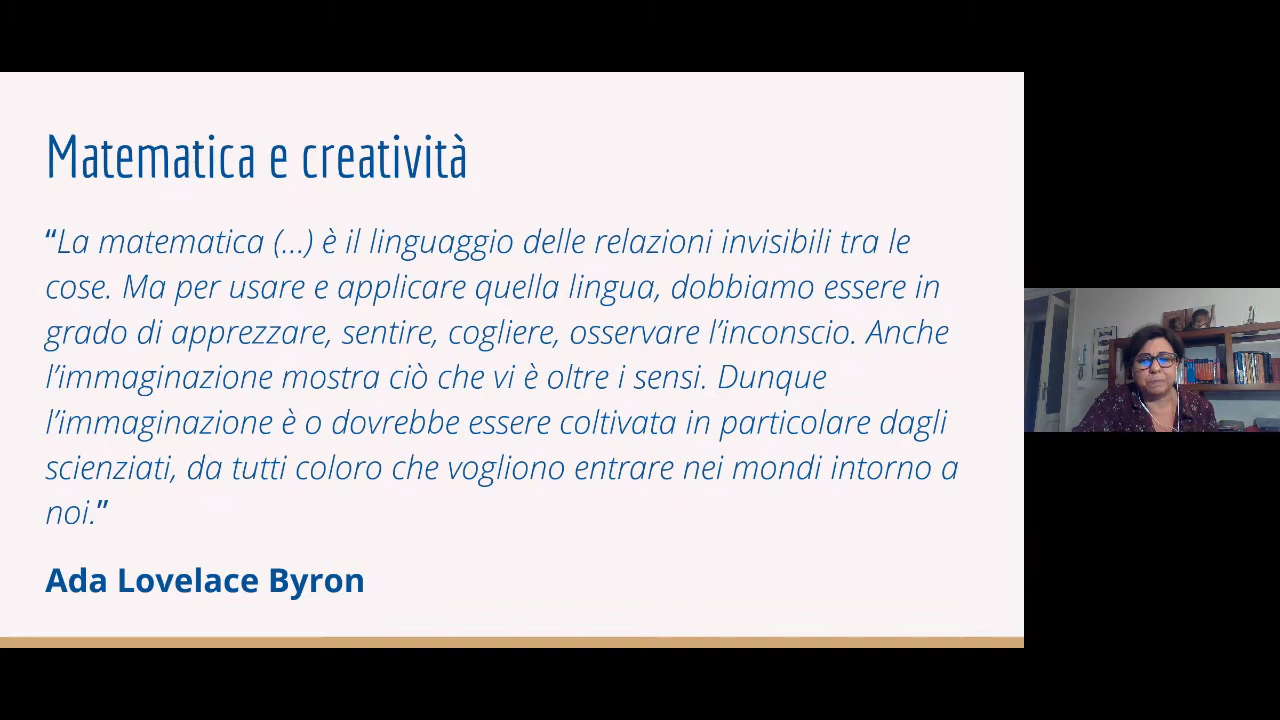 Matematica e creatività
“La matematica (...) è il linguaggio delle relazioni invisibili tra le
cose. Ma per usare e applicare quella lingua, dobbiamo essere in
grado di apprezzare, sentire, cogliere, osservare l’inconscio. Anche
l’immaginazione mostra ciò che vi è oltre i sensi. Dunque
l’immaginazione è o dovrebbe essere coltivata in particolare dagli
scienziati, da tutti coloro che vogliono entrare nei mondi intorno a
noi.”
Ada Lovelace Byron